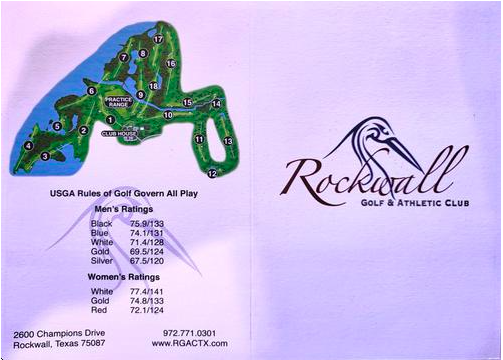 17
7
8
16
6
18
9
PRACTICE
RANGE
15
14
10
1
5
2
CLUB HOUSE
4
3
11
13
12
USGA Rules of Golf Govern All Play
Men's Ratings
Black 75.9/133
Blue 74.1/131
White 71.4/128
Gold 69.5/124
Silver 67.5/120
Women's Ratings
White 77.4/141
Gold 74.8/133
Red 72.1/124
2600 Champions Drive 972.771.0301
Rockwall, Texas 75087 www.RGACTX.com
Rockwall
GOLF & ATHLETIC CLUB